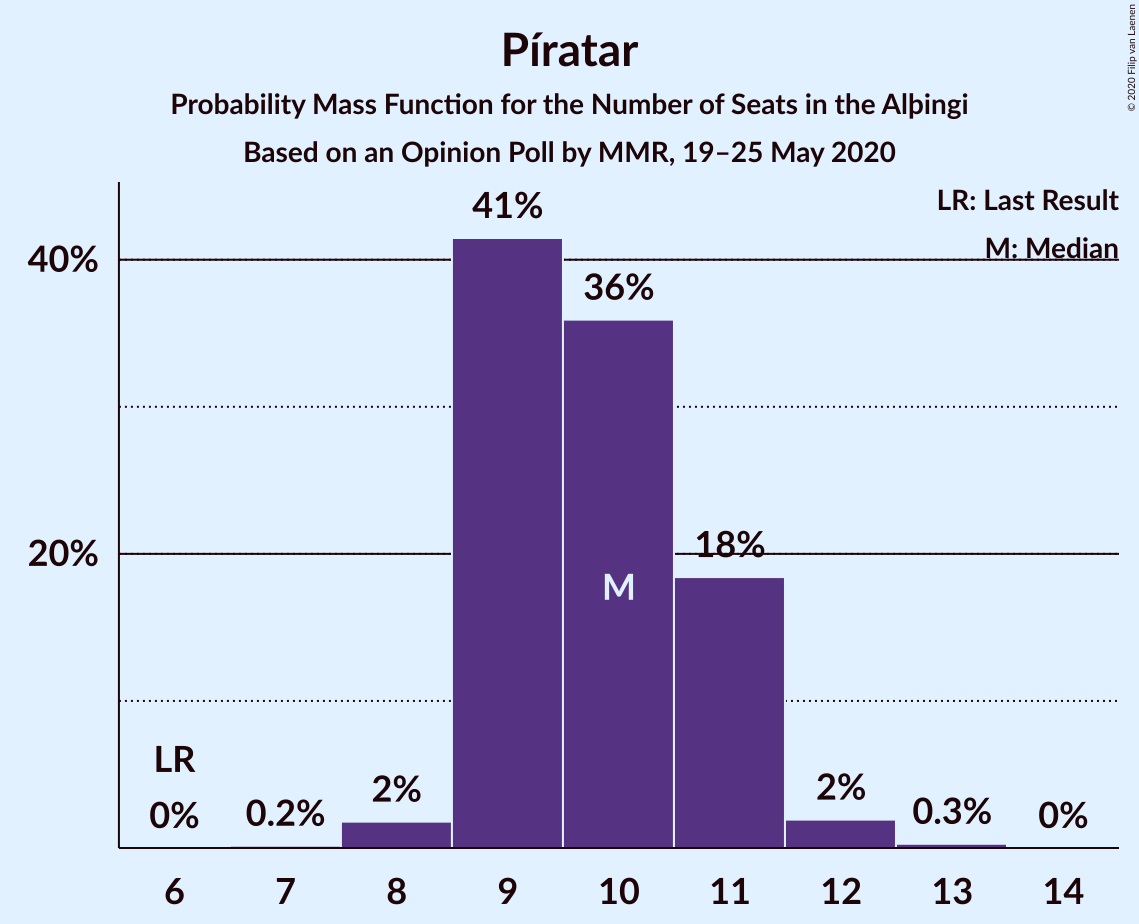 Píratar
Probability Mass Function for the Number of Seats in the Alþingi
Based on an Opinion Poll by MMR, 19–25 May 2020
© 2020 Filip van Laenen
LR: Last Result
M: Median
41%
40%
36%
18%
20%
M
LR
0%
0.2%
2%
2%
0.3%
0%
6 7 8 9 10 11 12 13 14